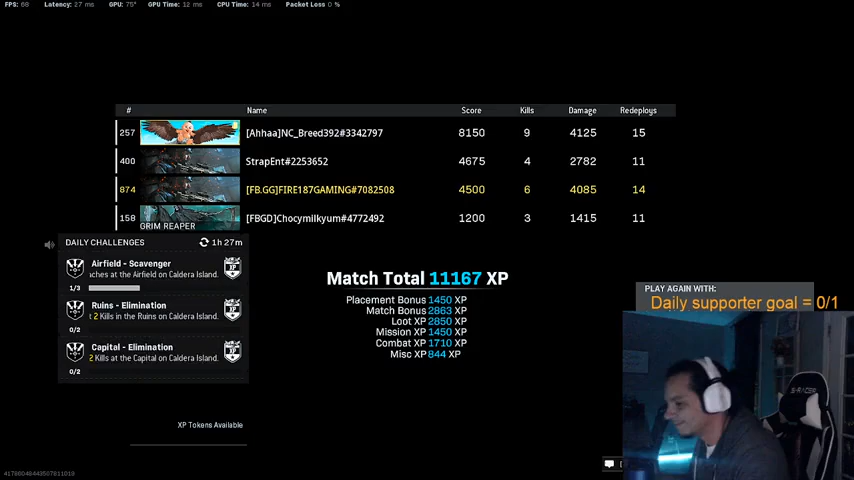 FPS: 68 Latency: 27 ms GPU: 75° GPU Time: 12 ms CPU Time: 14 ms Packet Loss 0 %
# Name Score Kills Damage Redeploys
257 [Ahhaa]NC_Breed392#3342797 8150 9 4125 15
400 StrapEnt#2253652 4675 4 2782 11
874 [FB.GG]FIRE187GAMING#7082508 4500 6 4085 14
158 GRIM REAPER [FBGD]Chocymilkyum#4772492 1200 3 1415 11
DAILY CHALLENGES 1h 27m
Airfield - Scavenger
aches at the Airfield on Caldera Island.
XP
1/3
Ruins - Elimination
t 2 Kills in the Ruins on Caldera Island.
XP
0/2
Capital - Elimination
2 Kills at the Capital on Caldera Island.
XP
0/2
Match Total 11167 XP
Placement Bonus 1450 XP
Match Bonus 2863 XP
Loot XP 2850 XP
Mission XP 1450 XP
Combat XP 1710 XP
Misc XP 844 XP
PLAY AGAIN WITH:
Daily supporter goal = 0/1
XP Tokens Available